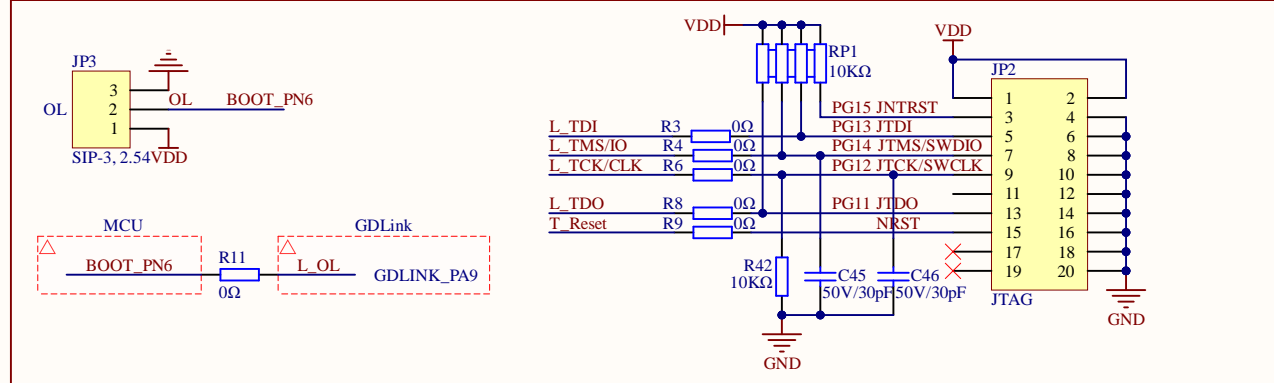 JP3
3
2
1
OL
OL
BOOT_PN6
SIP-3, 2.54
VDD
MCU
BOOT_PN6
R11
0Ω
GDLink
L_OL
GDLINK_PA9
VDD
RP1
10KΩ
VDD
JP2
1 2
PG15 JNTRST 3 4
L_TDI R3 0Ω PG13 JTDI 5 6
L_TMS/IO R4 0Ω PG14 JTMS/SWDIO 7 8
L_TCK/CLK R6 0Ω PG12 JTCK/SWCLK 9 10
11 12
L_TDO R8 0Ω PG11 JTDO 13 14
T_Reset R9 0Ω NRST 15 16
17 18
19 20
JTAG
GND
R42
10KΩ
C45
50V/30pF
C46
50V/30pF
GND